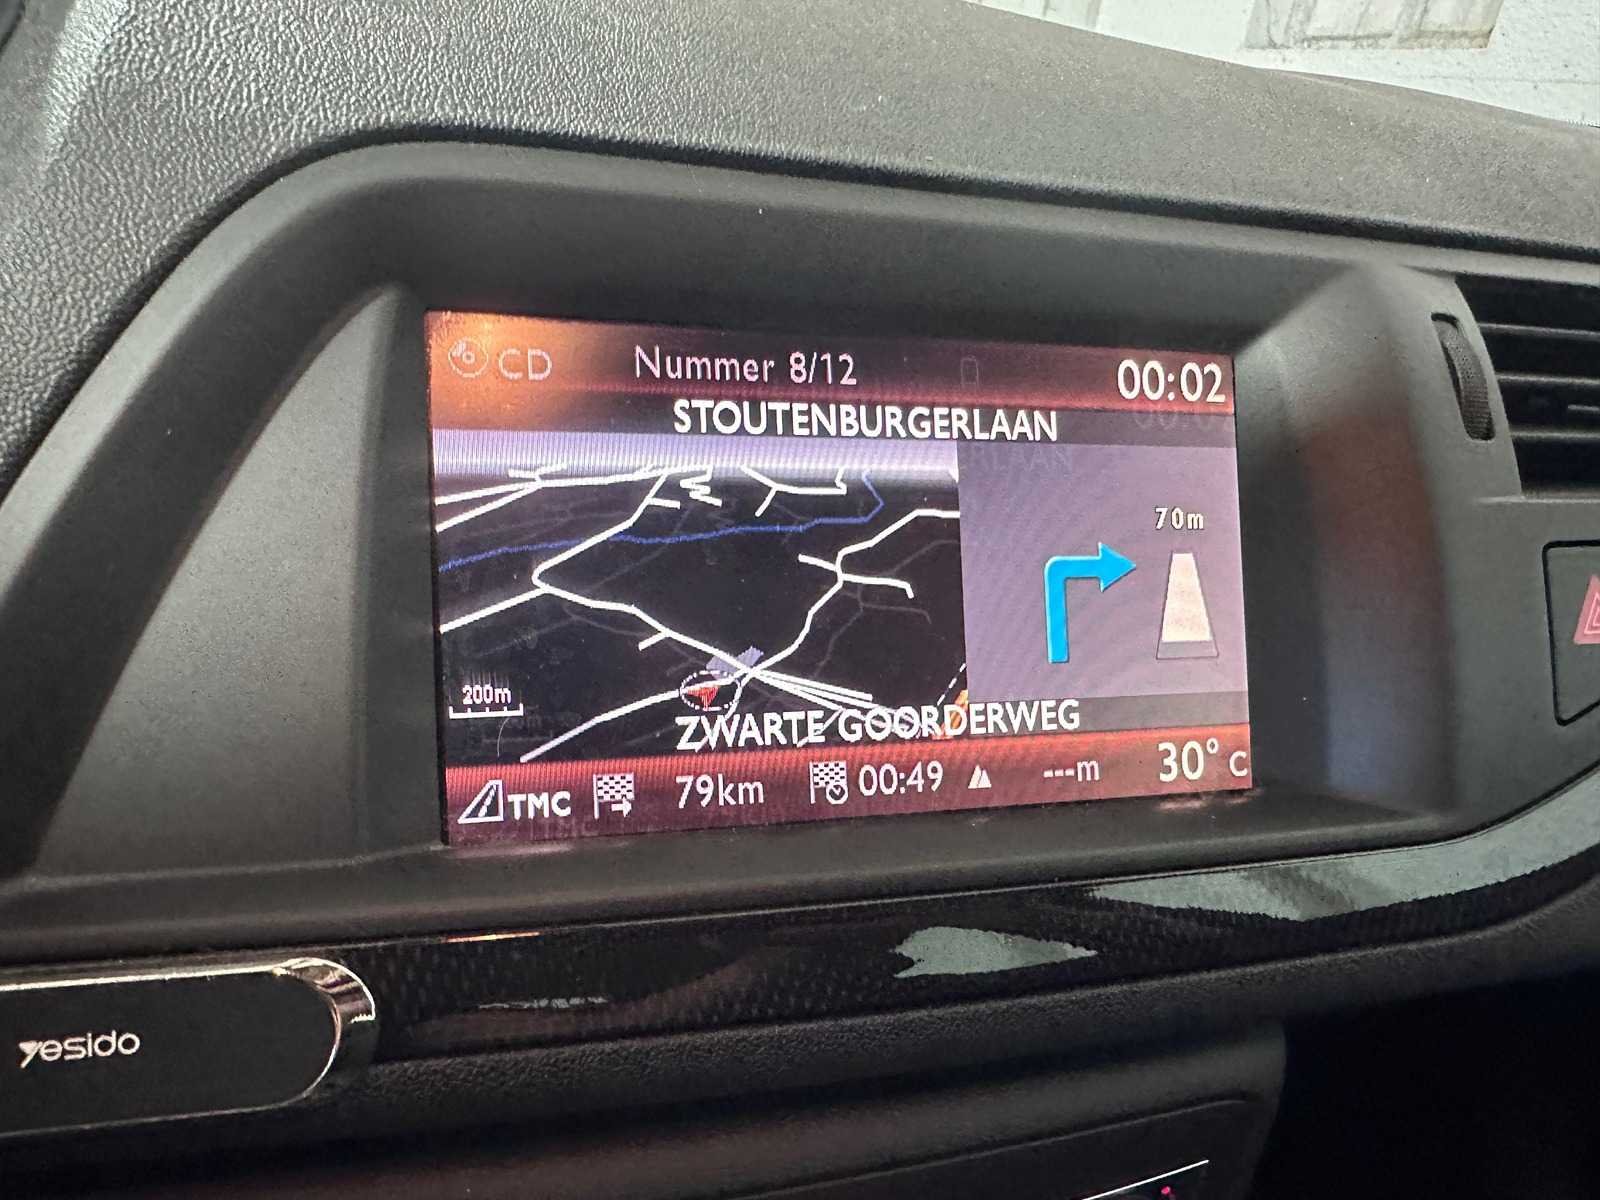 CD Nummer 8/12 00:02
STOUTENBURGERLAAN
70m
200m
ZWARTE GOORDERWEG
TMC 79km 00:49 ---m 30° C
yesido